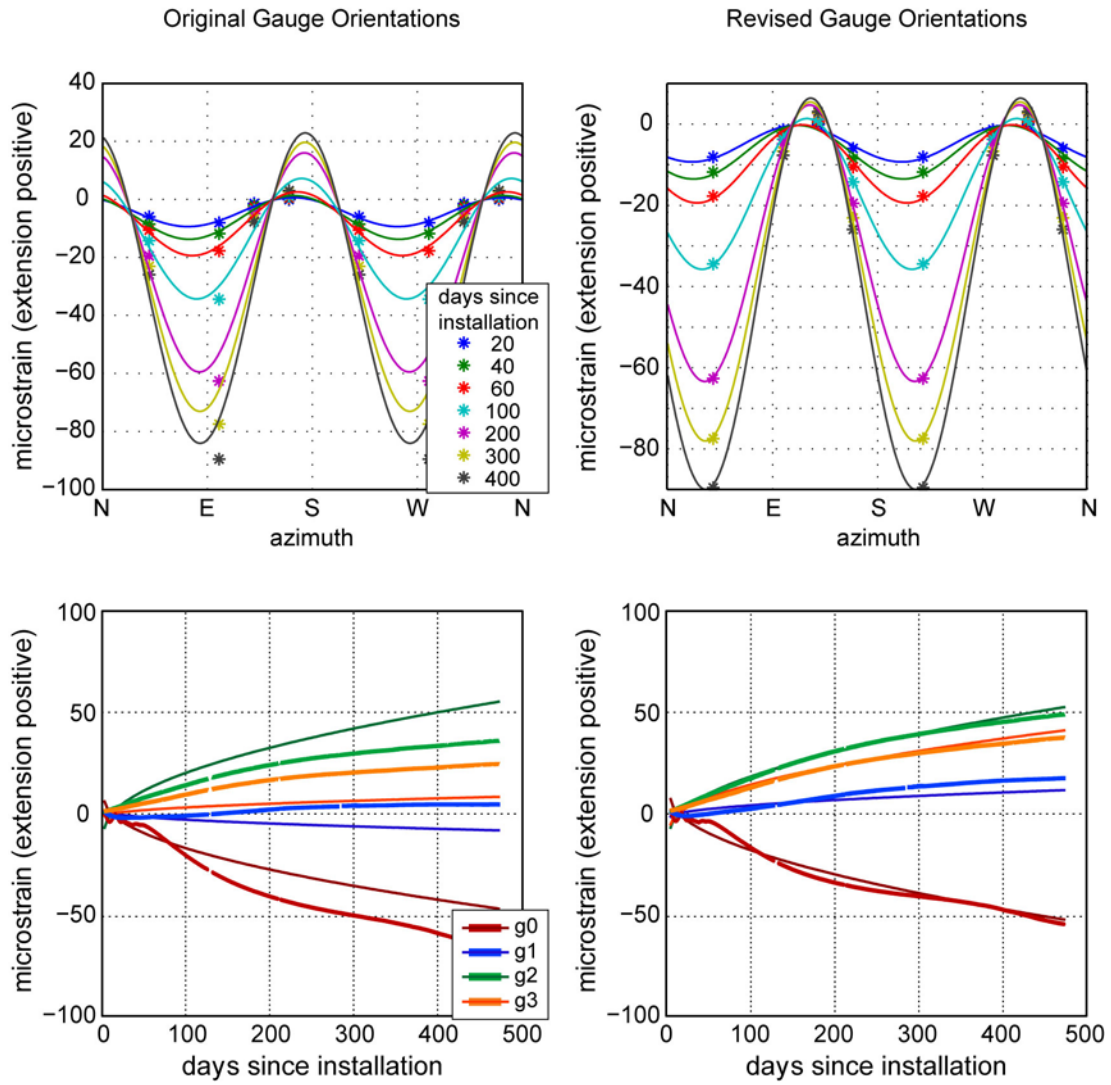 Original Gauge Orientations
Revised Gauge Orientations
microstrain (extension positive)
40
20
0
−20
−40
−60
−80
−100
N
E
S
W
N
azimuth
days since
installation
20
40
60
100
200
300
400
microstrain (extension positive)
0
−20
−40
−60
−80
N
E
S
W
N
azimuth
microstrain (extension positive)
100
50
0
−50
−100
0
100
200
300
400
500
days since installation
g0
g1
g2
g3
microstrain (extension positive)
100
50
0
−50
−100
0
100
200
300
400
500
days since installation